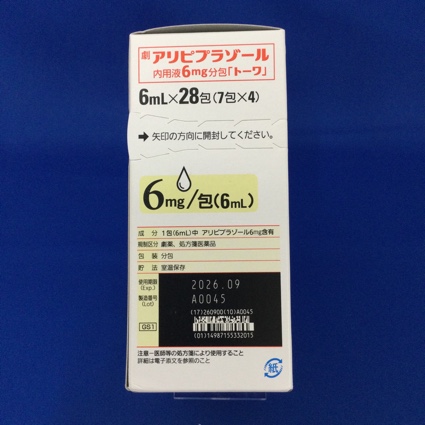 劇 アリピプラゾール
内用液6mg分包「トーワ」
6mL×28包(7包×4)
➡ 矢印の方向に開封してください。
6mg/包(6mL)
成分 1包(6mL)中 アリピプラゾール6mg含有
規制区分 劇薬、処方箋医薬品
包装 分包
貯法 室温保存
使用期限
(Exp.)
2026.09
製造番号
(Lot)
A0045
(17)260900(10)A0045
GS1
(01)14987155332015
注意-医師等の処方箋により使用すること
詳細は電子添文を参照のこと
紙